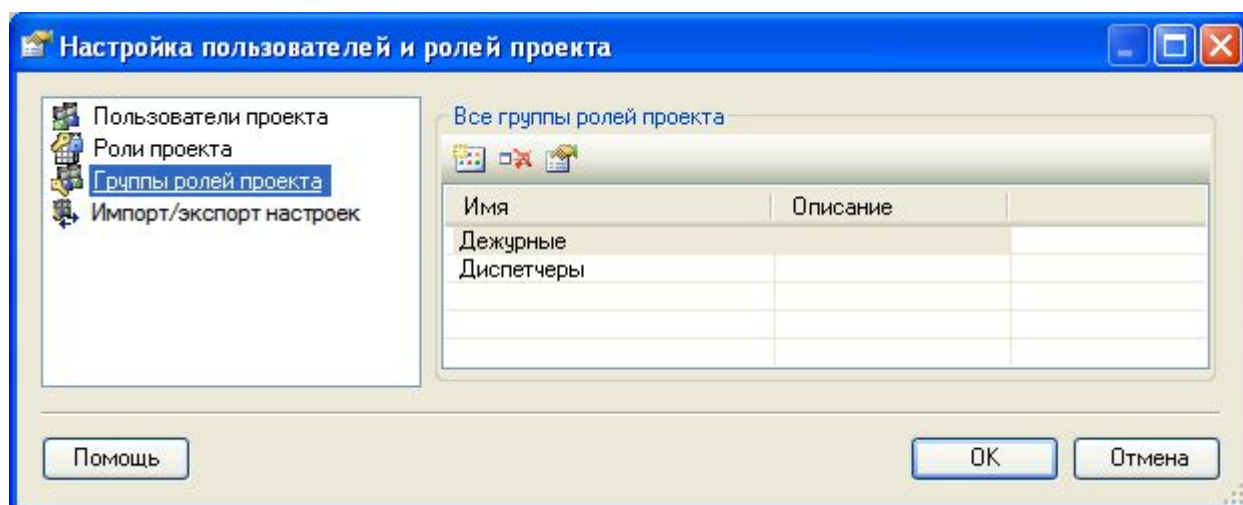 Настройка пользователей и ролей проекта
Пользователи проекта
Роли проекта
Группы ролей проекта
Импорт/экспорт настроек
Все группы ролей проекта
Имя Описание
Дежурные
Диспетчеры
Помощь OK Отмена